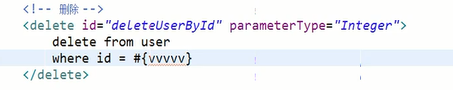 <!-- 删除 -->
<delete id="deleteUserById" parameterType="Integer">
delete from user
where id = #{vvvvv}
</delete>